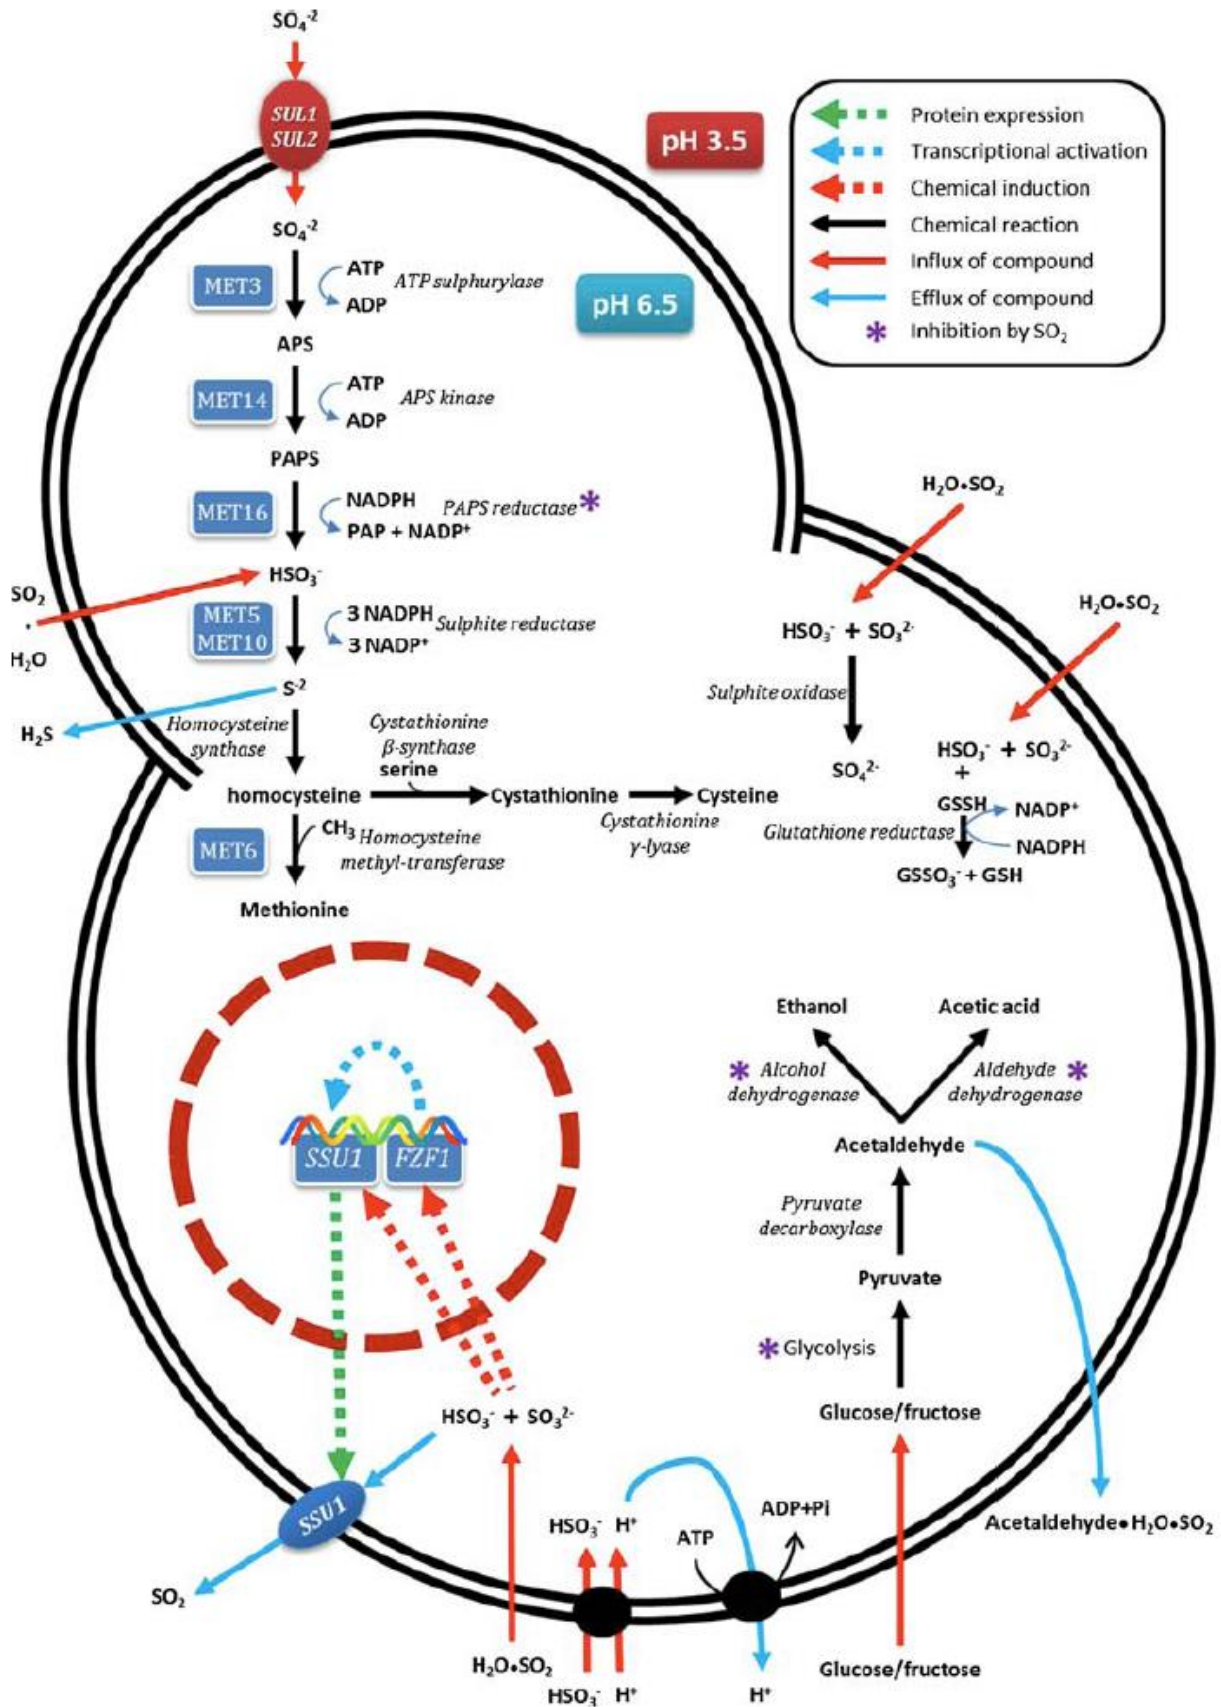 SO₄⁻²
SUL1
SUL2
pH 3.5
Protein expression
Transcriptional activation
Chemical induction
Chemical reaction
Influx of compound
Efflux of compound
* Inhibition by SO₂
SO₄⁻²
MET3
ATP
ADP
ATP sulphurylase
pH 6.5
APS
MET14
ATP
ADP
APS kinase
PAPS
MET16
NADPH
PAP + NADP⁺
PAPS reductase *
H₂O•SO₂
SO₂
•
H₂O
HSO₃⁻
MET5
MET10
3 NADPH
3 NADP⁺
Sulphite reductase
HSO₃⁻ + SO₃²⁻
H₂O•SO₂
S⁻²
H₂S
Homocysteine
synthase
Cystathionine
β-synthase
serine
Sulphite oxidase
SO₄²⁻
HSO₃⁻ + SO₃²⁻
+
GSSH
NADP⁺
NADPH
Glutathione reductase
GSSO₃⁻ + GSH
homocysteine
Cystathionine
Cysteine
Cystathionine
γ-lyase
MET6
CH₃
Homocysteine
methyl-transferase
Methionine
Ethanol
Acetic acid
* Alcohol
dehydrogenase
Aldehyde *
dehydrogenase
Acetaldehyde
SSU1
FZF1
Pyruvate
decarboxylase
Pyruvate
* Glycolysis
Glucose/fructose
HSO₃⁻ + SO₃²⁻
SSU1
SO₂
H₂O•SO₂
HSO₃⁻ H⁺
HSO₃⁻ H⁺
ATP
ADP+Pi
H⁺
Acetaldehyde•H₂O•SO₂
Glucose/fructose